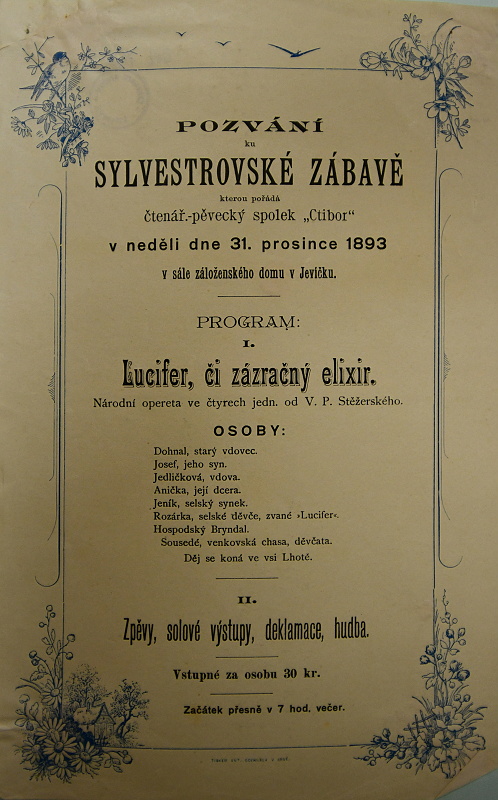 POZVÁNÍ
ku
SYLVESTROVSKÉ ZÁBAVĚ
kterou pořádá
čtenář.-pěvecký spolek „Ctibor“
v neděli dne 31. prosince 1893
v sále záloženského domu v Jevíčku.
PROGRAM:
I.
Lucifer, či zázračný elixir.
Národní opereta ve čtyrech jedn. od V. P. Stěžerského.
OSOBY:
Dohnal, starý vdovec.
Josef, jeho syn.
Jedličková, vdova.
Anička, její dcera.
Jeník, selský synek.
Rozárka, selské děvče, zvané »Lucifer«.
Hospodský Bryndal.
Sousedé, venkovská chasa, děvčata.
Děj se koná ve vsi Lhotě.
II.
Zpěvy, solové výstupy, deklamace, hudba.
Vstupné za osobu 30 kr.
Začátek přesně v 7 hod. večer.